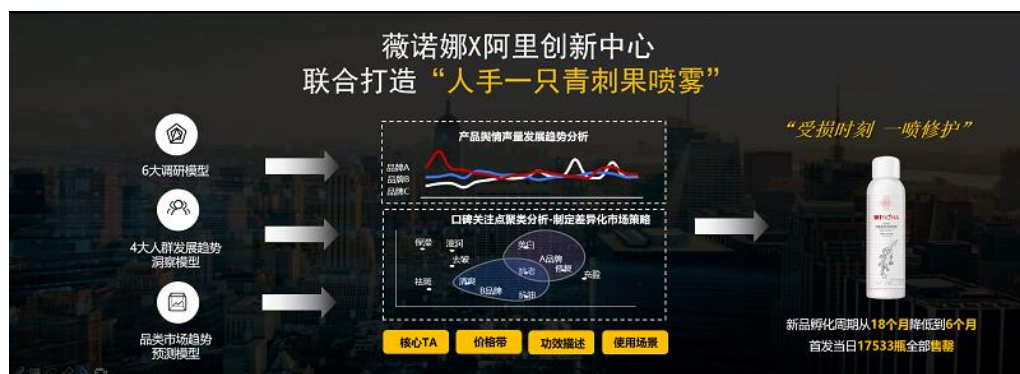 薇诺娜X阿里创新中心
联合打造“人手一只青刺果喷雾”
6大调研模型
4大人群发展趋势
洞察模型
品类市场趋势
预测模型
产品舆情声量发展趋势分析
品牌A
品牌B
品牌C
口碑关注点聚类分析-制定差异化市场策略
保湿
滋润
去皱
祛斑
清爽
B品牌
抗老
美白
A品牌
修复
核心TA
价格带
功效描述
使用场景
“受损时刻 一喷修护”
WINONA
新品孵化周期从18个月降低到6个月
首发当日17533瓶全部售罄